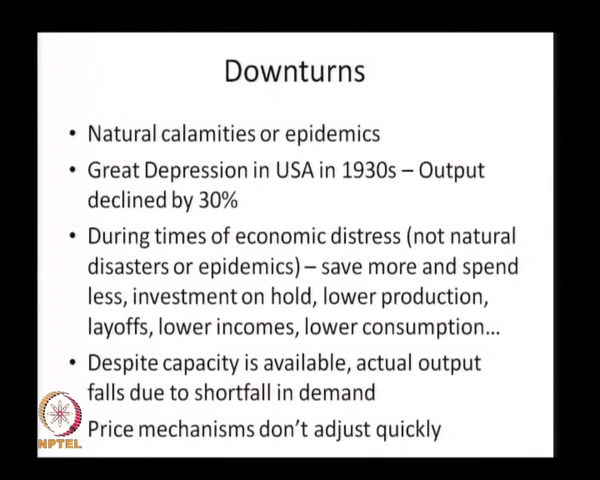 Downturns
• Natural calamities or epidemics
• Great Depression in USA in 1930s – Output
declined by 30%
• During times of economic distress (not natural
disasters or epidemics) – save more and spend
less, investment on hold, lower production,
layoffs, lower incomes, lower consumption...
• Despite capacity is available, actual output
falls due to shortfall in demand
Price mechanisms don't adjust quickly
NPTEL